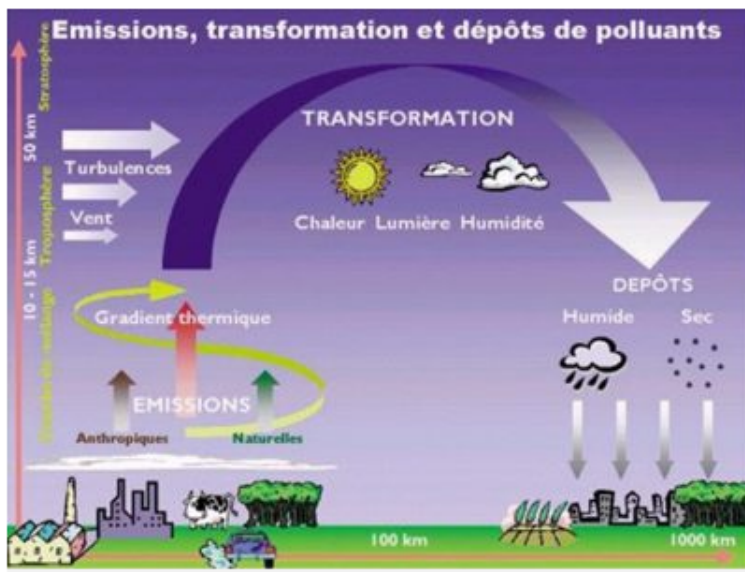 Emissions, transformation et dépôts de polluants
Stratosphère
50 km
Troposphère
10 - 15 km
Turbulences
Vent
TRANSFORMATION
Chaleur Lumière Humidité
DEPÔTS
Humide Sec
Gradient thermique
EMISSIONS
Anthropiques
Naturelles
100 km
1000 km